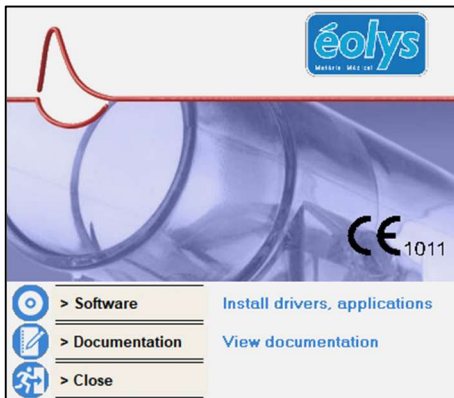 éolys
Matériel Médical
CE 1011
> Software
Install drivers, applications
> Documentation
View documentation
> Close